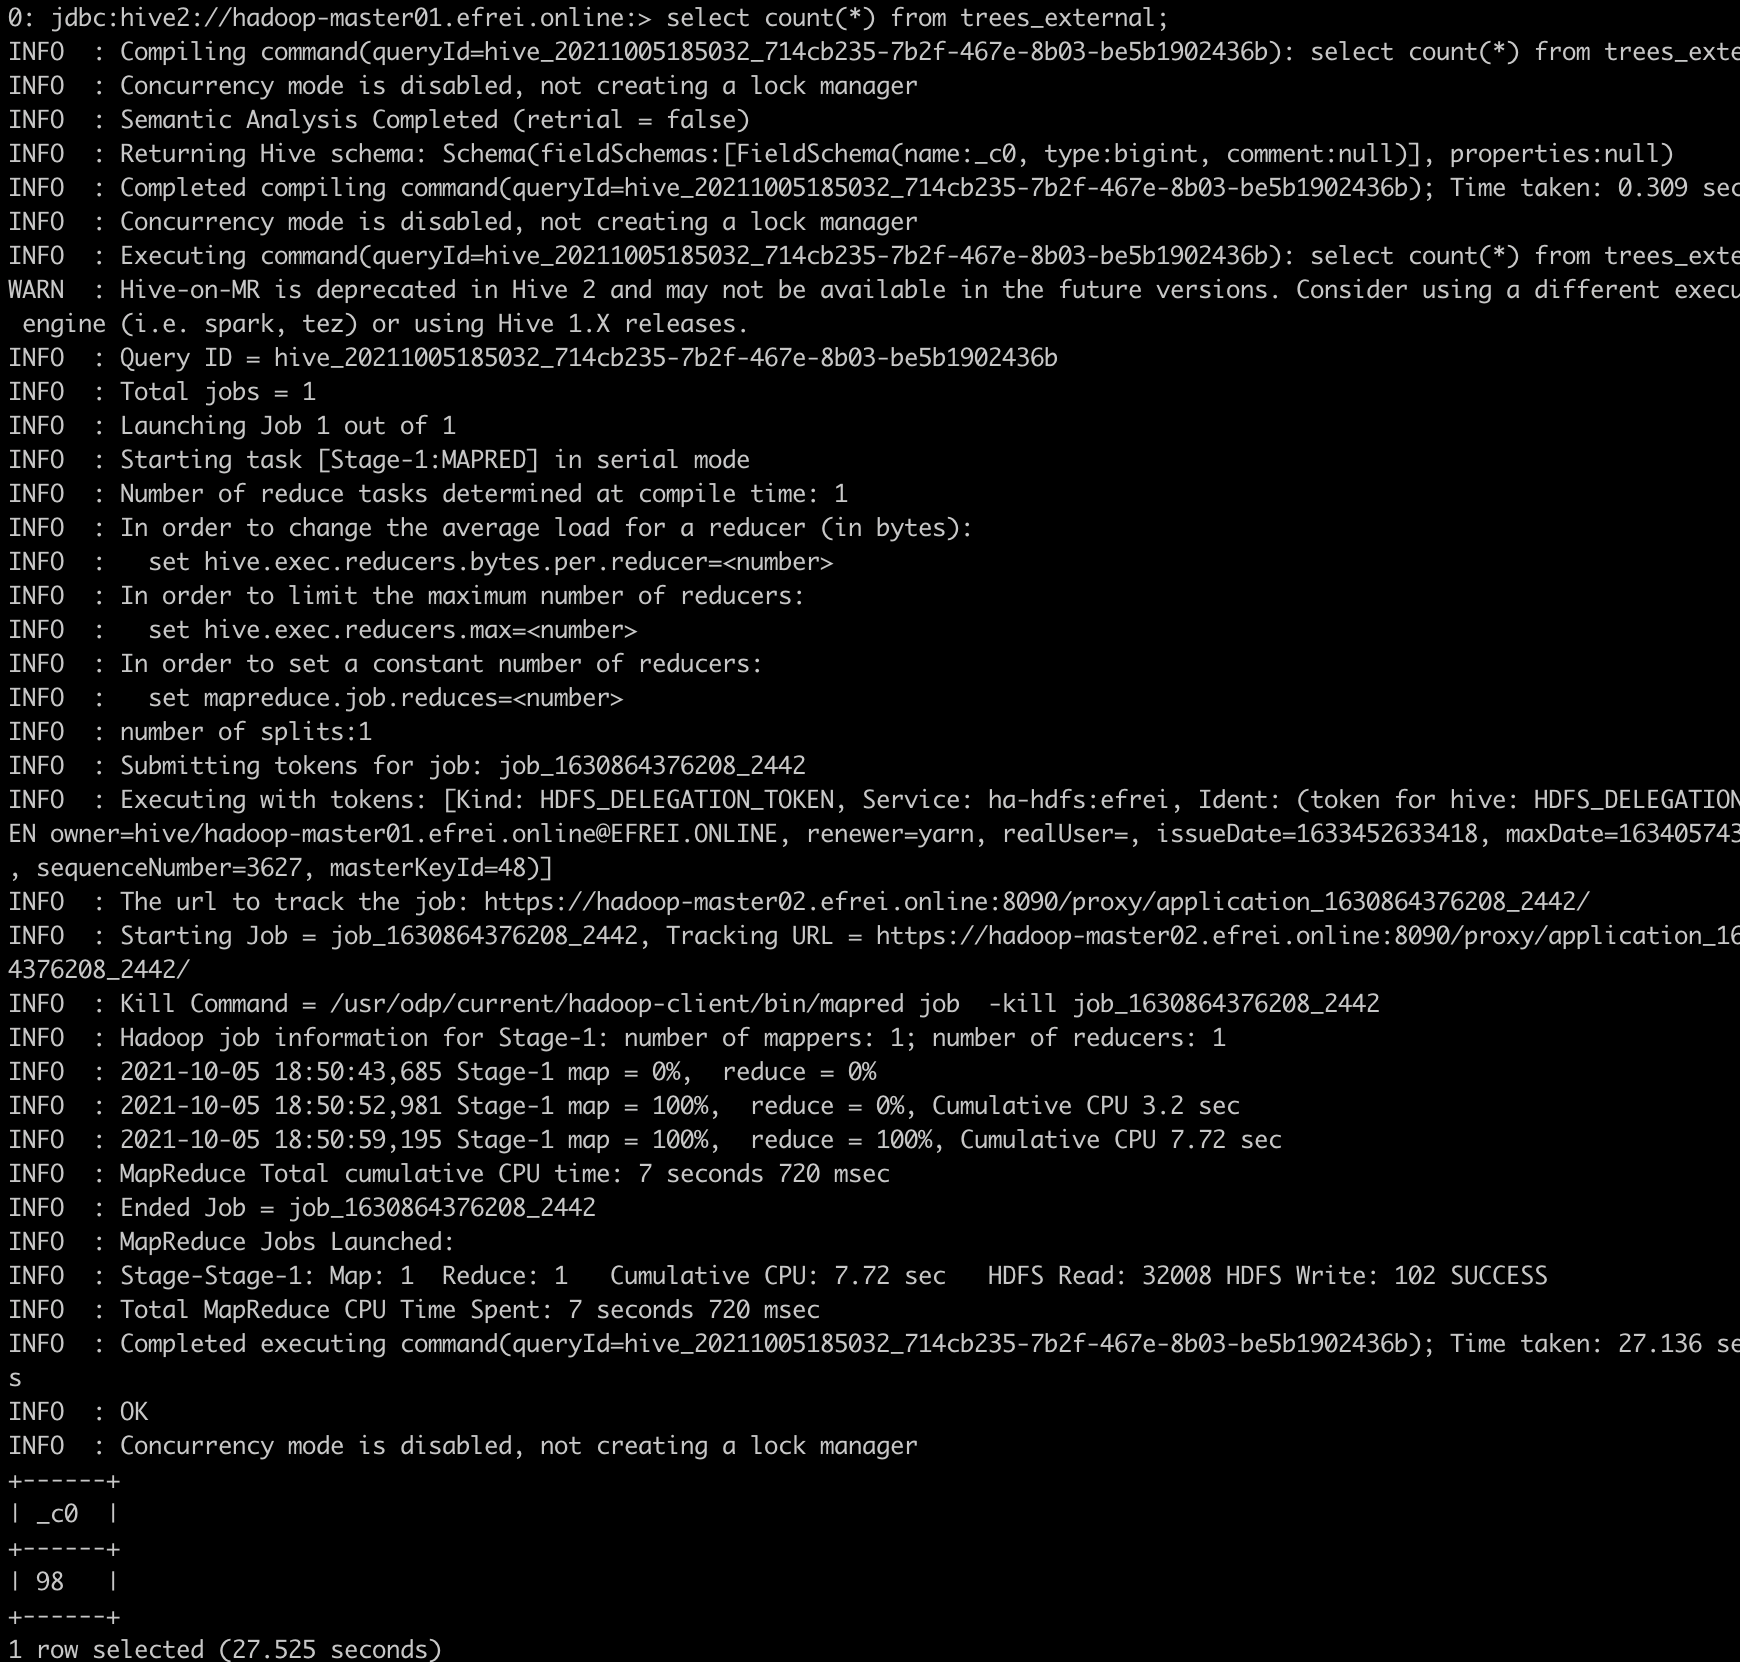 0: jdbc:hive2://hadoop-master01.efrei.online:> select count(*) from trees_external;
INFO  : Compiling command(queryId=hive_20211005185032_714cb235-7b2f-467e-8b03-be5b1902436b): select count(*) from trees_exte
INFO  : Concurrency mode is disabled, not creating a lock manager
INFO  : Semantic Analysis Completed (retrial = false)
INFO  : Returning Hive schema: Schema(fieldSchemas:[FieldSchema(name:_c0, type:bigint, comment:null)], properties:null)
INFO  : Completed compiling command(queryId=hive_20211005185032_714cb235-7b2f-467e-8b03-be5b1902436b); Time taken: 0.309 sec
INFO  : Concurrency mode is disabled, not creating a lock manager
INFO  : Executing command(queryId=hive_20211005185032_714cb235-7b2f-467e-8b03-be5b1902436b): select count(*) from trees_exte
WARN  : Hive-on-MR is deprecated in Hive 2 and may not be available in the future versions. Consider using a different execu
 engine (i.e. spark, tez) or using Hive 1.X releases.
INFO  : Query ID = hive_20211005185032_714cb235-7b2f-467e-8b03-be5b1902436b
INFO  : Total jobs = 1
INFO  : Launching Job 1 out of 1
INFO  : Starting task [Stage-1:MAPRED] in serial mode
INFO  : Number of reduce tasks determined at compile time: 1
INFO  : In order to change the average load for a reducer (in bytes):
INFO  :   set hive.exec.reducers.bytes.per.reducer=<number>
INFO  : In order to limit the maximum number of reducers:
INFO  :   set hive.exec.reducers.max=<number>
INFO  : In order to set a constant number of reducers:
INFO  :   set mapreduce.job.reduces=<number>
INFO  : number of splits:1
INFO  : Submitting tokens for job: job_1630864376208_2442
INFO  : Executing with tokens: [Kind: HDFS_DELEGATION_TOKEN, Service: ha-hdfs:efrei, Ident: (token for hive: HDFS_DELEGATION
EN owner=hive/hadoop-master01.efrei.online@EFREI.ONLINE, renewer=yarn, realUser=, issueDate=1633452633418, maxDate=163405743
, sequenceNumber=3627, masterKeyId=48)]
INFO  : The url to track the job: https://hadoop-master02.efrei.online:8090/proxy/application_1630864376208_2442/
INFO  : Starting Job = job_1630864376208_2442, Tracking URL = https://hadoop-master02.efrei.online:8090/proxy/application_16
4376208_2442/
INFO  : Kill Command = /usr/odp/current/hadoop-client/bin/mapred job  -kill job_1630864376208_2442
INFO  : Hadoop job information for Stage-1: number of mappers: 1; number of reducers: 1
INFO  : 2021-10-05 18:50:43,685 Stage-1 map = 0%,  reduce = 0%
INFO  : 2021-10-05 18:50:52,981 Stage-1 map = 100%,  reduce = 0%, Cumulative CPU 3.2 sec
INFO  : 2021-10-05 18:50:59,195 Stage-1 map = 100%,  reduce = 100%, Cumulative CPU 7.72 sec
INFO  : MapReduce Total cumulative CPU time: 7 seconds 720 msec
INFO  : Ended Job = job_1630864376208_2442
INFO  : MapReduce Jobs Launched:
INFO  : Stage-Stage-1: Map: 1  Reduce: 1   Cumulative CPU: 7.72 sec   HDFS Read: 32008 HDFS Write: 102 SUCCESS
INFO  : Total MapReduce CPU Time Spent: 7 seconds 720 msec
INFO  : Completed executing command(queryId=hive_20211005185032_714cb235-7b2f-467e-8b03-be5b1902436b); Time taken: 27.136 se
s
INFO  : OK
INFO  : Concurrency mode is disabled, not creating a lock manager
+------+
| _c0  |
+------+
| 98   |
+------+
1 row selected (27.525 seconds)